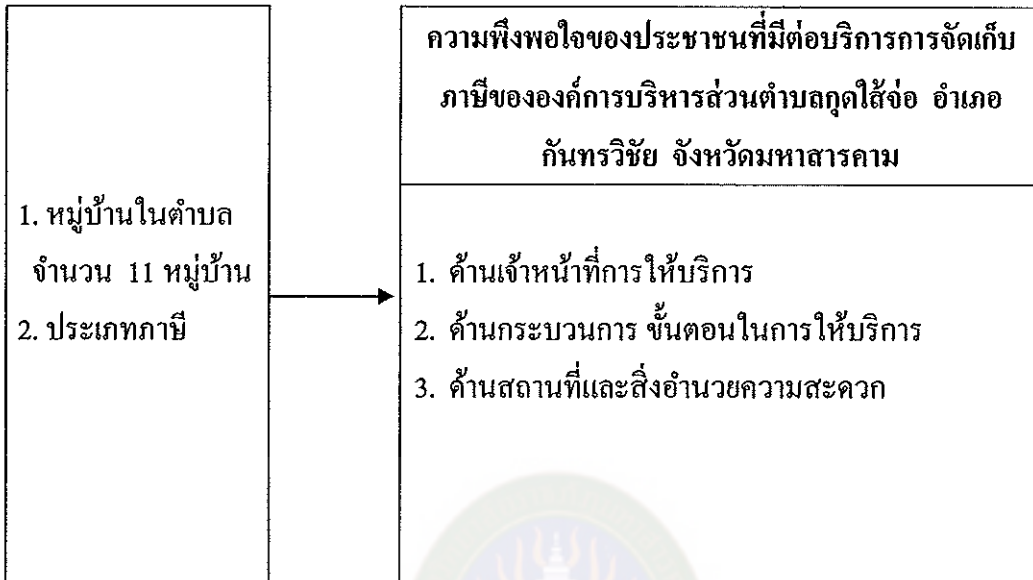 1. หมู่บ้านในตำบล
จำนวน 11 หมู่บ้าน
2. ประเภทภาษี
ความพึงพอใจของประชาชนที่มีต่อบริการการจัดเก็บ
ภาษีขององค์การบริหารส่วนตำบลกุดใส้จ่อ อำเภอ
กันทรวิชัย จังหวัดมหาสารคาม
1. ด้านเจ้าหน้าที่การให้บริการ
2. ด้านกระบวนการ ขั้นตอนในการให้บริการ
3. ด้านสถานที่และสิ่งอำนวยความสะดวก